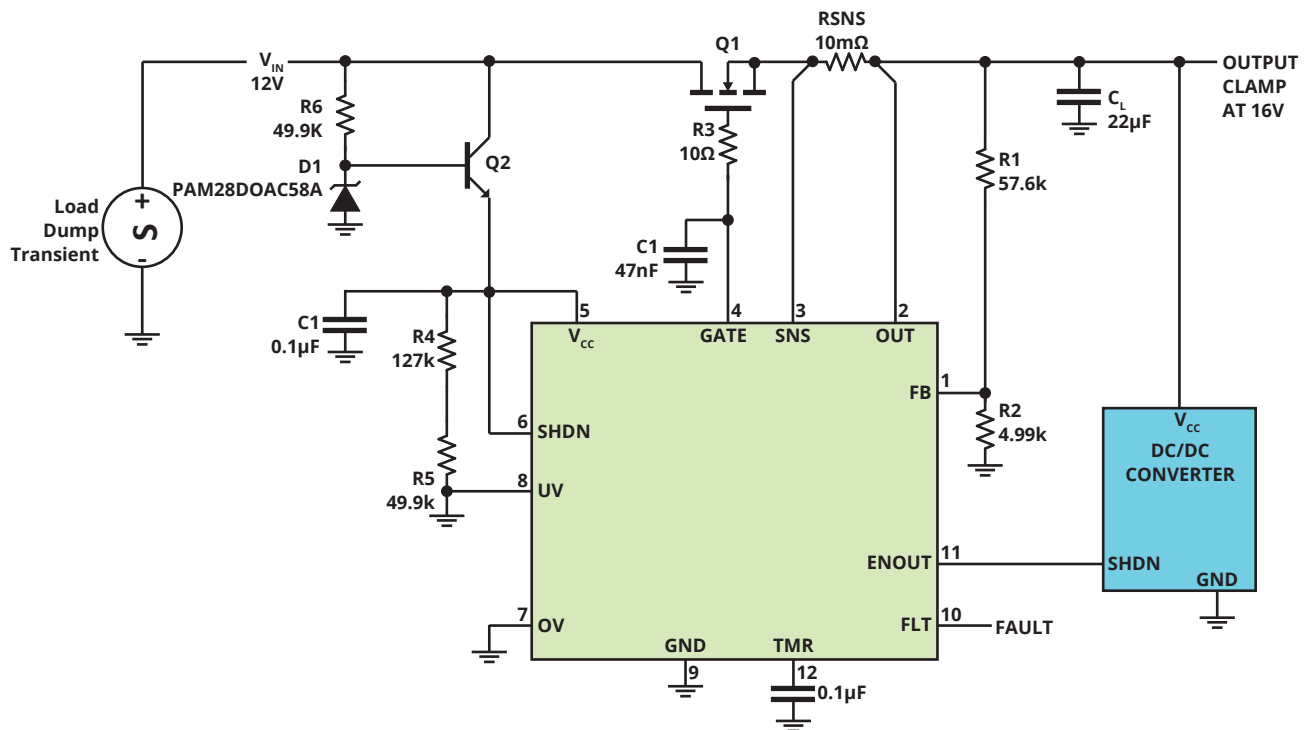 RSNS
10mΩ
Q1
V_IN
12V
OUTPUT
CLAMP
AT 16V
R6
49.9K
C_L
22µF
R3
10Ω
D1
PAM28DOAC58A
Q2
R1
57.6k
Load
Dump
Transient
+
S
-
C1
47nF
C1
0.1µF
R4
127k
5
4
3
2
V_CC
GATE
SNS
OUT
1
FB
R2
4.99k
6
SHDN
R5
49.9k
8
UV
V_CC
DC/DC
CONVERTER
11
ENOUT
SHDN
GND
7
OV
10
FLT
FAULT
GND
TMR
9
12
0.1µF